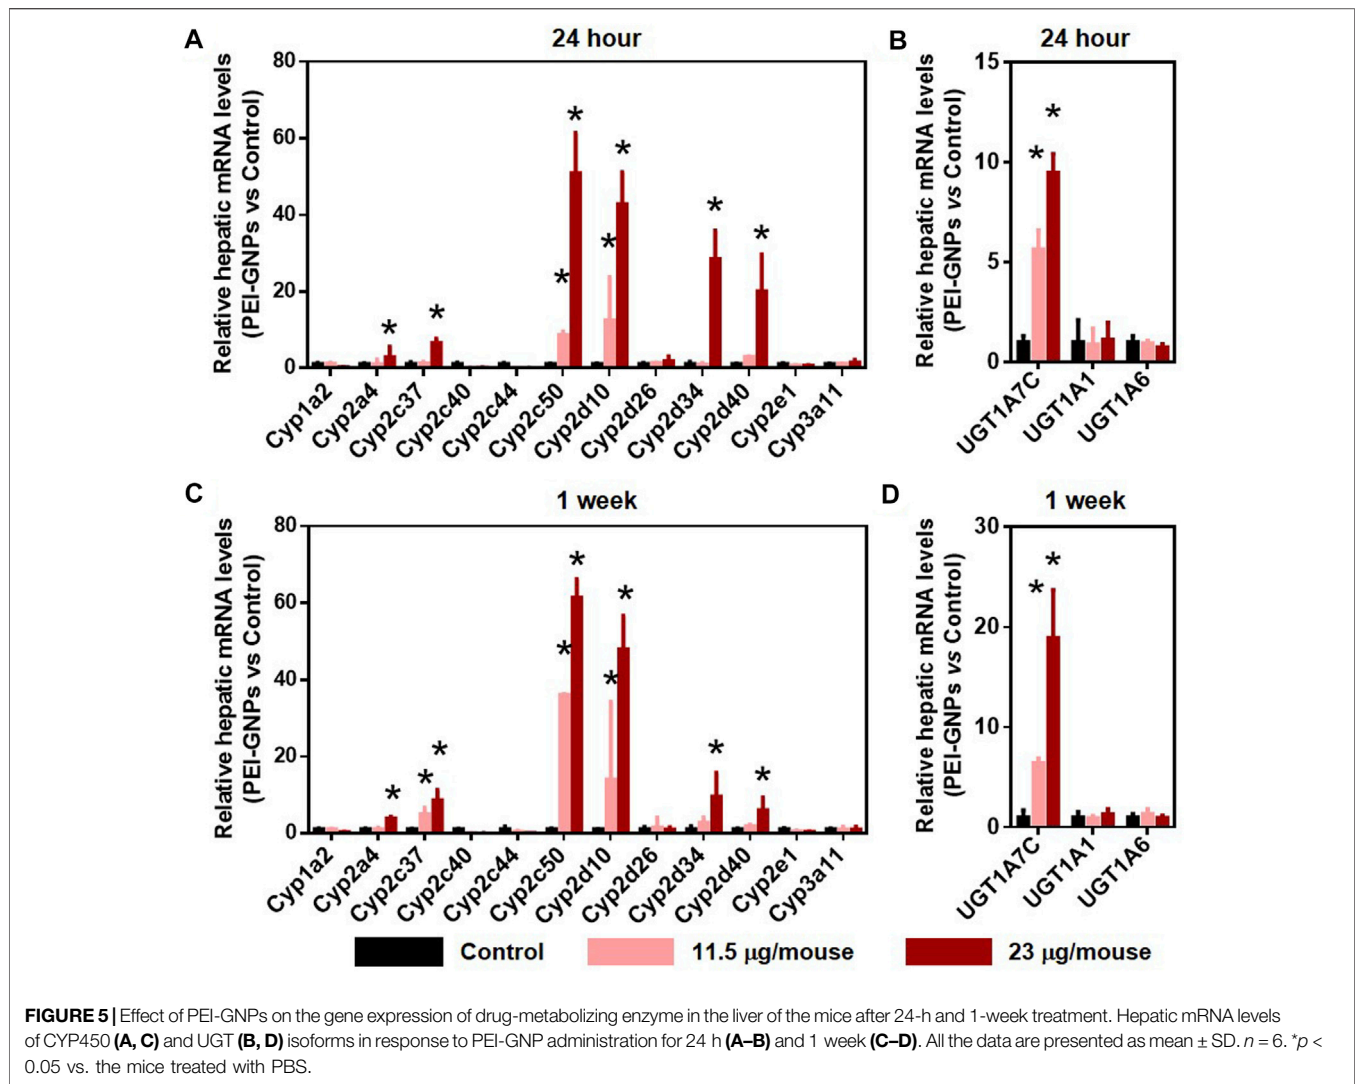 A
24 hour
Relative hepatic mRNA levels
(PEI-GNPs vs Control)
80
60
40
20
0
Cyp1a2
Cyp2a4
Cyp2c37
Cyp2c40
Cyp2c44
Cyp2c50
Cyp2d10
Cyp2d26
Cyp2d34
Cyp2d40
Cyp2e1
Cyp3a11
* * * * * * * *
B
24 hour
Relative hepatic mRNA levels
(PEI-GNPs vs Control)
15
10
5
0
UGT1A7C
UGT1A1
UGT1A6
* *
C
1 week
Relative hepatic mRNA levels
(PEI-GNPs vs Control)
80
60
40
20
0
Cyp1a2
Cyp2a4
Cyp2c37
Cyp2c40
Cyp2c44
Cyp2c50
Cyp2d10
Cyp2d26
Cyp2d34
Cyp2d40
Cyp2e1
Cyp3a11
* * * * * * * * *
D
1 week
Relative hepatic mRNA levels
(PEI-GNPs vs Control)
30
20
10
0
UGT1A7C
UGT1A1
UGT1A6
* *
Control
11.5 μg/mouse
23 μg/mouse
FIGURE 5 | Effect of PEI-GNPs on the gene expression of drug-metabolizing enzyme in the liver of the mice after 24-h and 1-week treatment. Hepatic mRNA levels
of CYP450 (A, C) and UGT (B, D) isoforms in response to PEI-GNP administration for 24 h (A–B) and 1 week (C–D). All the data are presented as mean ± SD. n = 6. *p <
0.05 vs. the mice treated with PBS.